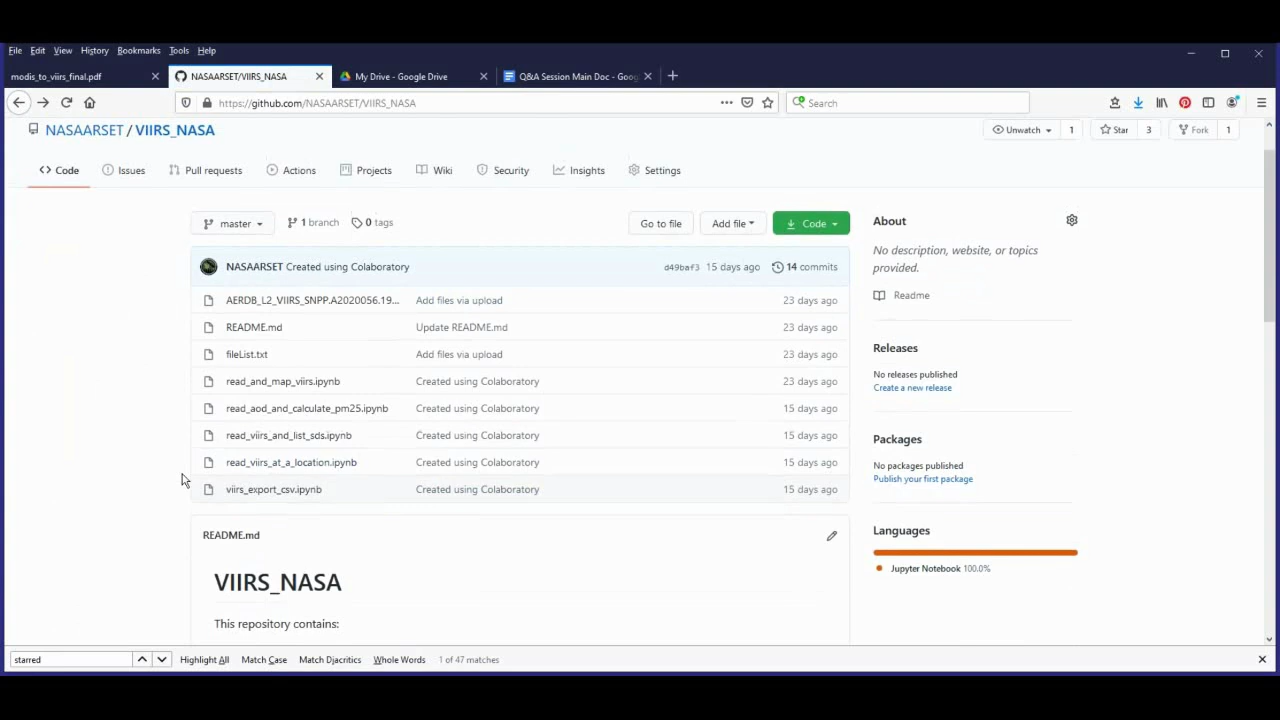 File Edit View History Bookmarks Tools Help
modis_to_viirs_final.pdf NASAARSET/VIIRS_NASA My Drive - Google Drive Q&A Session Main Doc - Goog
https://github.com/NASAARSET/VIIRS_NASA Search
NASAARSET / VIIRS_NASA Unwatch 1 Star 3 Fork 1
Code Issues Pull requests Actions Projects Wiki Security Insights Settings
master 1 branch 0 tags Go to file Add file Code About
No description, website, or topics
provided.
NASAARSET Created using Colaboratory d49baf3 15 days ago 14 commits
Readme
AERDB_L2_VIIRS_SNPP.A2020056.19... Add files via upload 23 days ago
README.md Update README.md 23 days ago
Releases
fileList.txt Add files via upload 23 days ago
No releases published
read_and_map_viirs.ipynb Created using Colaboratory 23 days ago
Create a new release
read_aod_and_calculate_pm25.ipynb Created using Colaboratory 15 days ago
read_viirs_and_list_sds.ipynb Created using Colaboratory 15 days ago
Packages
read_viirs_at_a_location.ipynb Created using Colaboratory 15 days ago
No packages published
Publish your first package
viirs_export_csv.ipynb Created using Colaboratory 15 days ago
Languages
README.md
Jupyter Notebook 100.0%
VIIRS_NASA
This repository contains:
starred Highlight All Match Case Match Diacritics Whole Words 1 of 47 matches